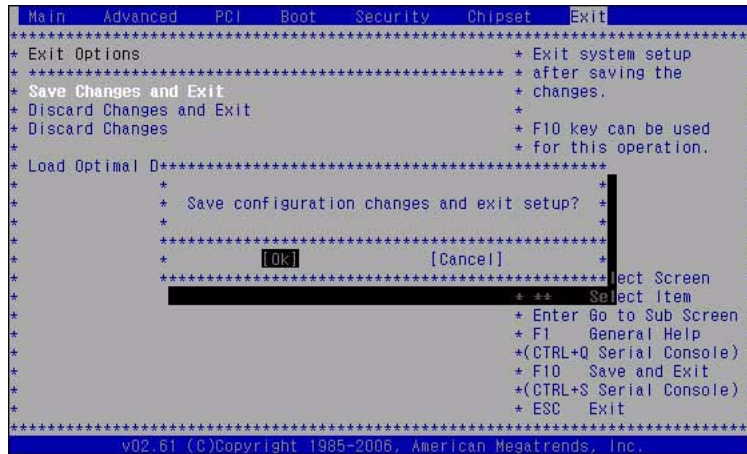 Main Advanced PCI Boot Security Chipset Exit
Exit Options
Save Changes and Exit
Discard Changes and Exit
Discard Changes
Load Optimal D
Exit system setup
after saving the
changes.
F10 key can be used
for this operation.
Save configuration changes and exit setup?
[Ok] [Cancel]
lect Screen
** Select Item
Enter Go to Sub Screen
F1 General Help
(CTRL+Q Serial Console)
F10 Save and Exit
(CTRL+S Serial Console)
ESC Exit
v02.61 (C)Copyright 1985-2006, American Megatrends, Inc.